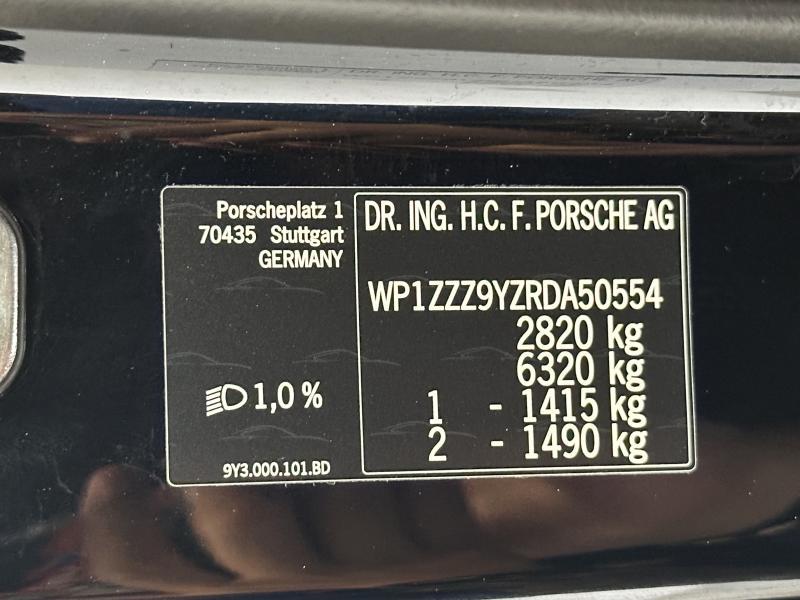 Porscheplatz 1
70435 Stuttgart
GERMANY
1,0 %
9Y3.000.101.BD
DR. ING. H.C. F. PORSCHE AG
WP1ZZZ9YZRDA50554
2820 kg
6320 kg
1 - 1415 kg
2 - 1490 kg